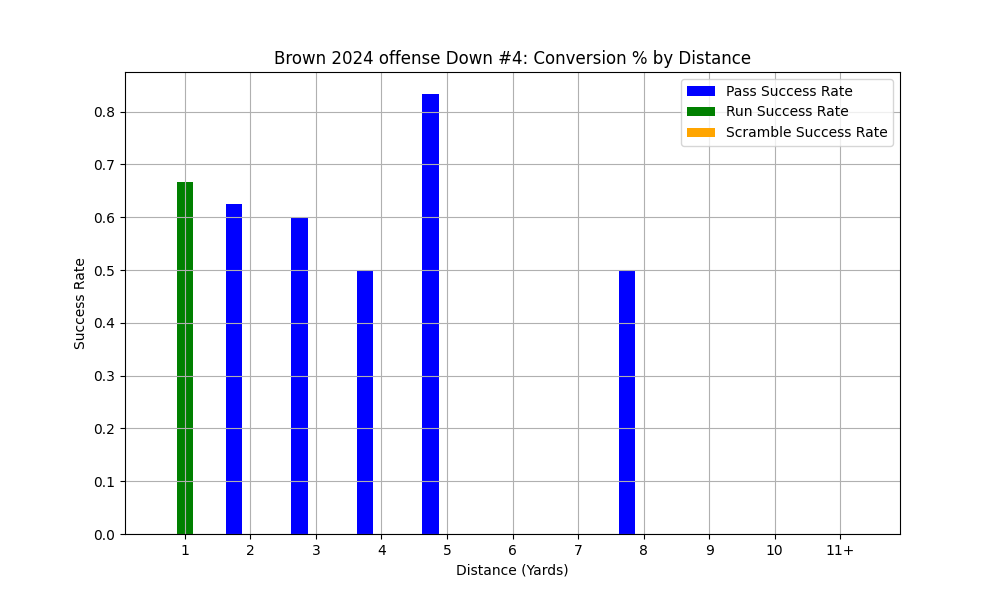 Brown 2024 offense Down #4: Conversion % by Distance
Pass Success Rate
Run Success Rate
Scramble Success Rate
Success Rate
0.8
0.7
0.6
0.5
0.4
0.3
0.2
0.1
0.0
1 2 3 4 5 6 7 8 9 10 11+
Distance (Yards)